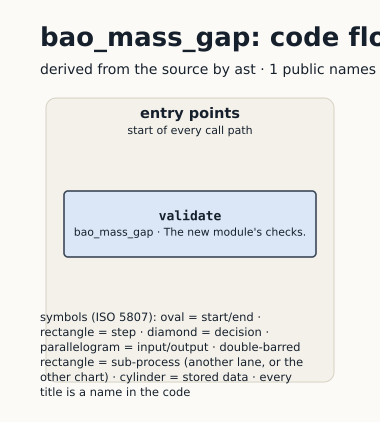 bao_mass_gap: code flo
derived from the source by ast · 1 public names
entry points
start of every call path
validate
bao_mass_gap · The new module's checks.
symbols (ISO 5807): oval = start/end ·
rectangle = step · diamond = decision ·
parallelogram = input/output · double-barred
rectangle = sub-process (another lane, or the
other chart) · cylinder = stored data · every
title is a name in the code